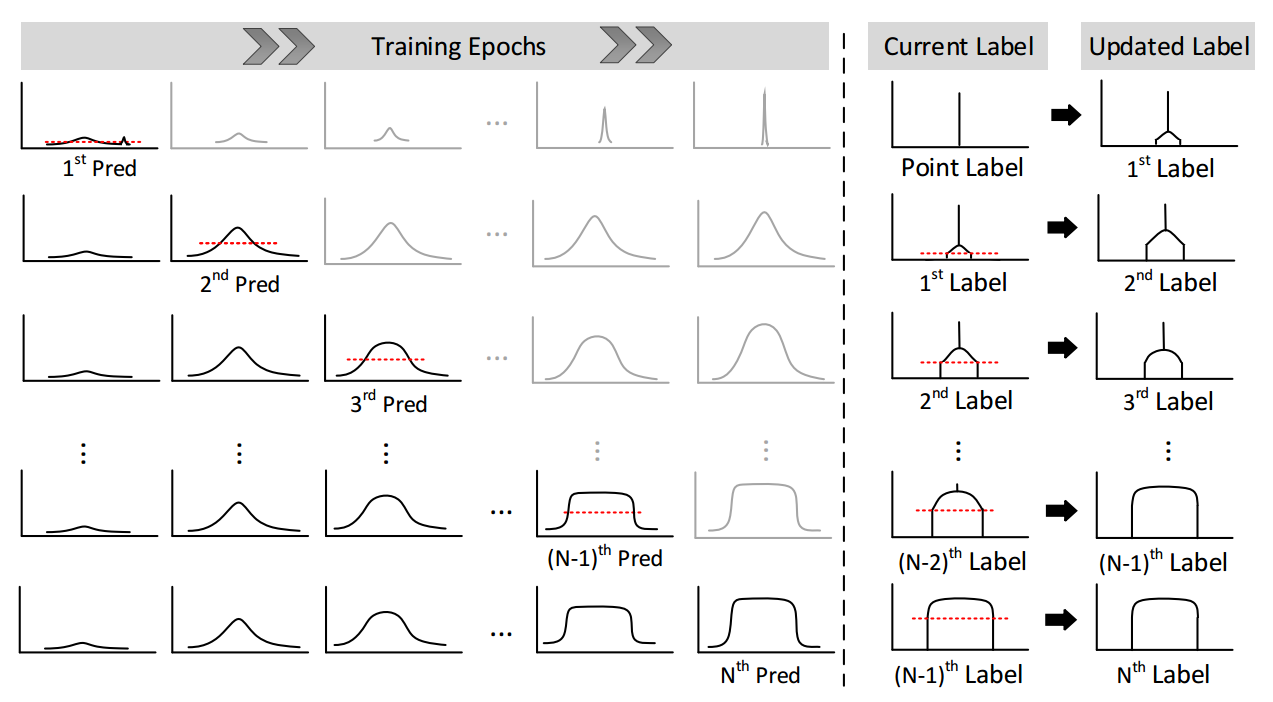 Training Epochs
Current Label
Updated Label
...
1st Pred
Point Label
1st Label
...
2nd Pred
1st Label
2nd Label
...
3rd Pred
2nd Label
3rd Label
...
(N-1)th Pred
(N-2)th Label
(N-1)th Label
...
Nth Pred
(N-1)th Label
Nth Label